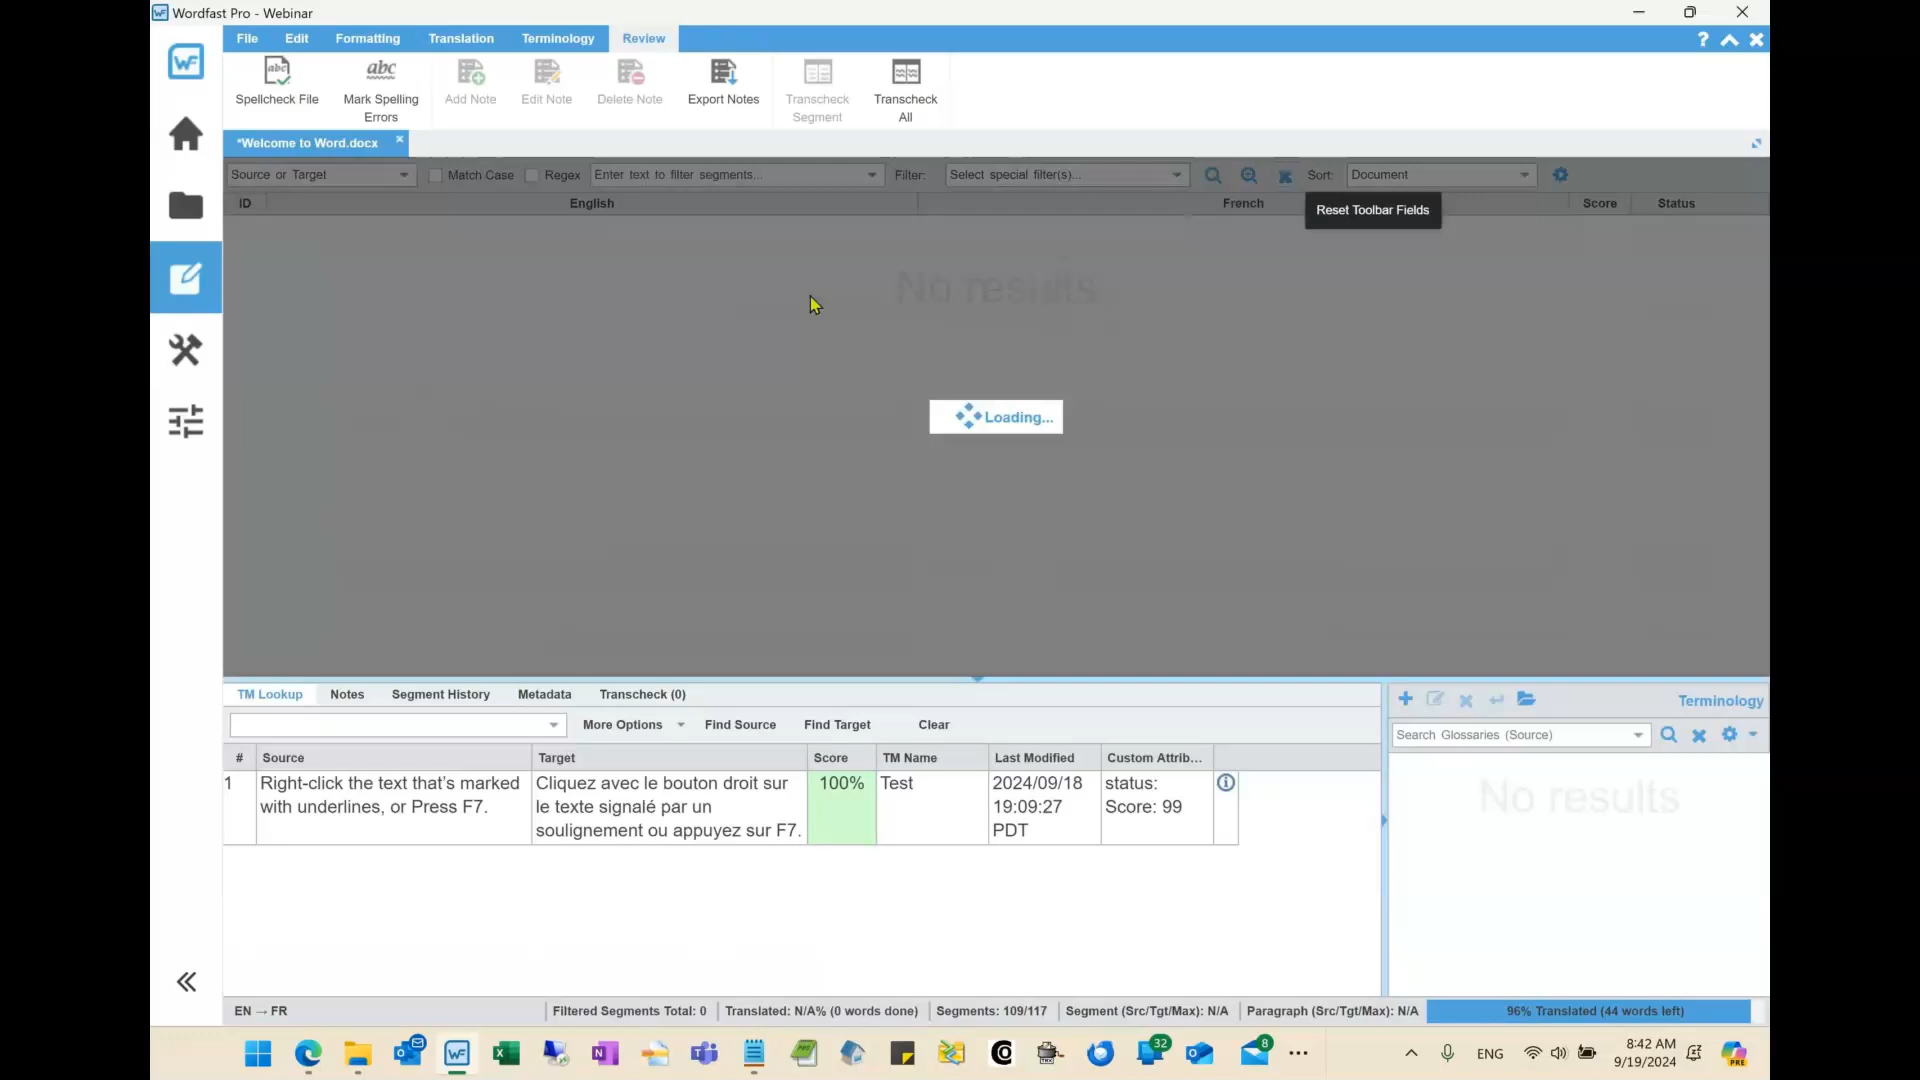 Wordfast Pro - Webinar
File Edit Formatting Translation Terminology Review
Spellcheck File
Mark Spelling Errors
Add Note
Edit Note
Delete Note
Export Notes
Transcheck Segment
Transcheck All
*Welcome to Word.docx
Source or Target Match Case Regex Enter text to filter segments... Filter: Select special filter(s)... Sort: Document
ID English French Score Status
Reset Toolbar Fields
No results
Loading...
TM Lookup Notes Segment History Metadata Transcheck (0)
Terminology
More Options Find Source Find Target Clear
Search Glossaries (Source)
# Source Target Score TM Name Last Modified Custom Attrib...
1 Right-click the text that's marked Cliquez avec le bouton droit sur 100% Test 2024/09/18 status:
with underlines, or Press F7. le texte signalé par un 19:09:27 Score: 99
soulignement ou appuyez sur F7. PDT
No results
EN → FR Filtered Segments Total: 0 Translated: N/A% (0 words done) Segments: 109/117 Segment (Src/Tgt/Max): N/A Paragraph (Src/Tgt/Max): N/A 96% Translated (44 words left)
32 8 ENG 8:42 AM
9/19/2024